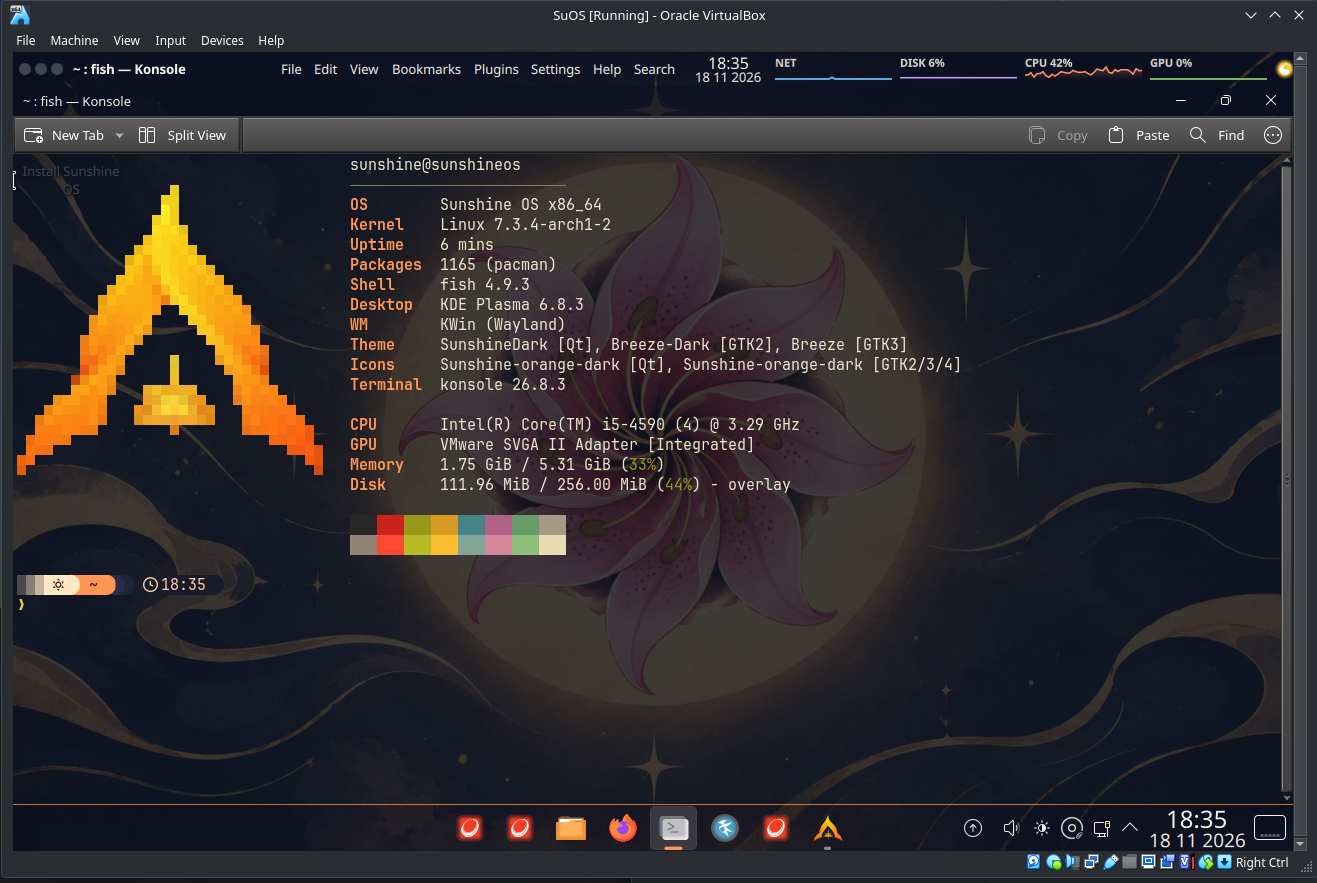 SuOS [Running] - Oracle VirtualBox
File Machine View Input Devices Help
~ : fish — Konsole File Edit View Bookmarks Plugins Settings Help Search 18:35 NET DISK 6% CPU 42% GPU 0%
18 11 2026
~ : fish — Konsole
New Tab Split View Copy Paste Find
Install Sunshine
OS
sunshine@sunshineos
OS Sunshine OS x86_64
Kernel Linux 7.3.4-arch1-2
Uptime 6 mins
Packages 1165 (pacman)
Shell fish 4.9.3
Desktop KDE Plasma 6.8.3
WM KWin (Wayland)
Theme SunshineDark [Qt], Breeze-Dark [GTK2], Breeze [GTK3]
Icons Sunshine-orange-dark [Qt], Sunshine-orange-dark [GTK2/3/4]
Terminal konsole 26.8.3
CPU Intel(R) Core(TM) i5-4590 (4) @ 3.29 GHz
GPU VMware SVGA II Adapter [Integrated]
Memory 1.75 GiB / 5.31 GiB (33%)
Disk 111.96 MiB / 256.00 MiB (44%) - overlay
~ 18:35
❯
18:35
18 11 2026
Right Ctrl